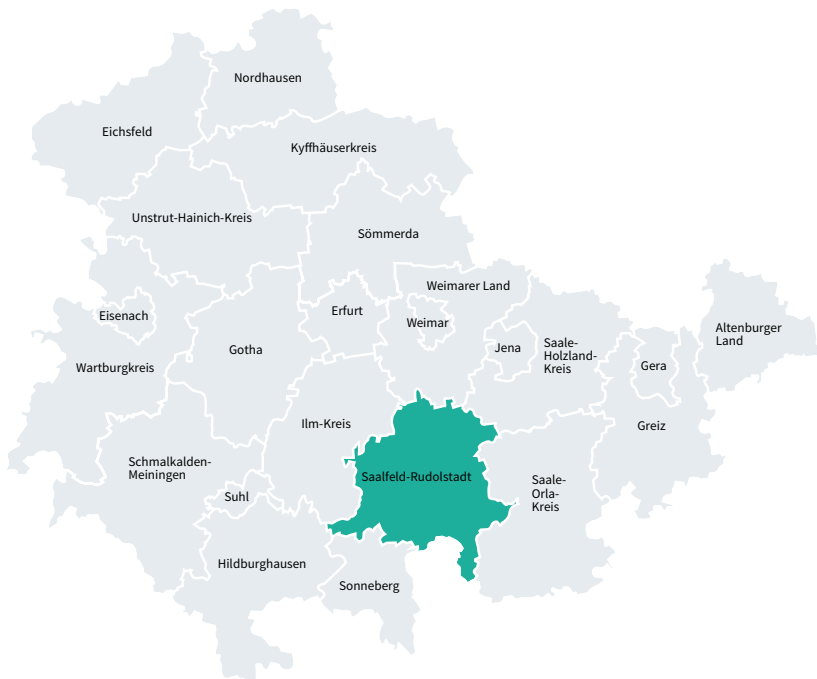 Nordhausen
Eichsfeld
Kyffhäuserkreis
Unstrut-Hainich-Kreis
Sömmerda
Weimarer Land
Eisenach
Erfurt
Weimar
Altenburger
Land
Gotha
Jena
Saale-
Holzland-
Kreis
Gera
Wartburgkreis
Ilm-Kreis
Greiz
Schmalkalden-
Meiningen
Saalfeld-Rudolstadt
Saale-
Orla-
Kreis
Suhl
Hildburghausen
Sonneberg